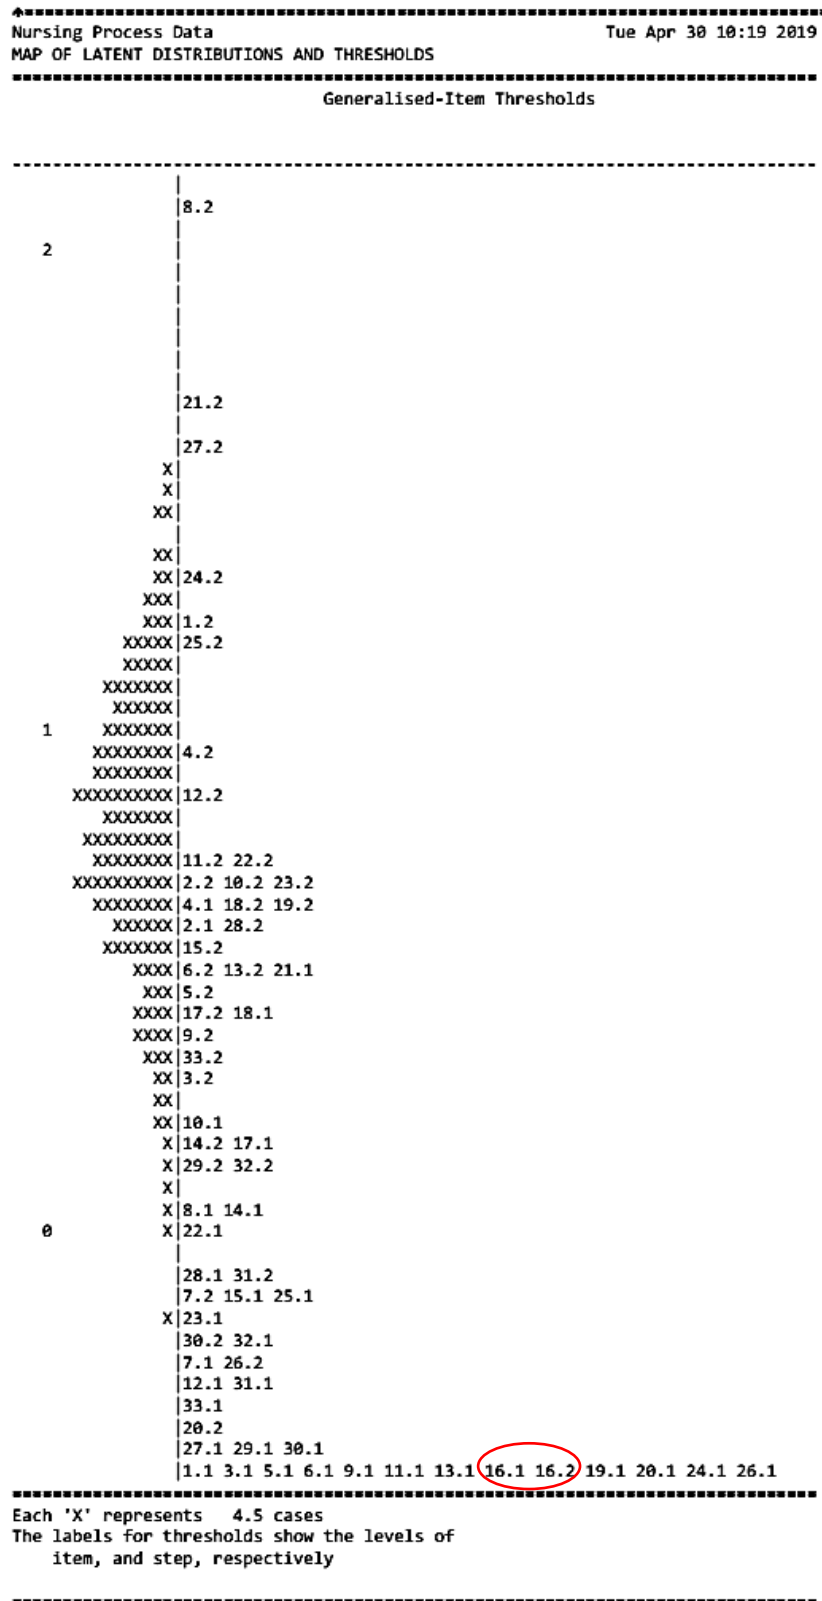 Nursing Process Data Tue Apr 30 10:19 2019
MAP OF LATENT DISTRIBUTIONS AND THRESHOLDS
Generalised-Item Thresholds
|
|8.2
|
2 |
|
|
|
|
|
|
|21.2
|
|27.2
X|
X|
XX|
|
XX|
XX|24.2
XXX|
XXX|1.2
XXXXX|25.2
XXXXX|
XXXXXXX|
XXXXXX|
1 XXXXXXX|
XXXXXXXX|4.2
XXXXXXXX|
XXXXXXXXXX|12.2
XXXXXXX|
XXXXXXXXX|
XXXXXXXX|11.2 22.2
XXXXXXXXXX|2.2 10.2 23.2
XXXXXXXX|4.1 18.2 19.2
XXXXXX|2.1 28.2
XXXXXXX|15.2
XXXX|6.2 13.2 21.1
XXX|5.2
XXXX|17.2 18.1
XXXX|9.2
XXX|33.2
XX|3.2
XX|
XX|10.1
X|14.2 17.1
X|29.2 32.2
X|
X|8.1 14.1
0 X|22.1
|
|28.1 31.2
|7.2 15.1 25.1
X|23.1
|30.2 32.1
|7.1 26.2
|12.1 31.1
|33.1
|20.2
|27.1 29.1 30.1
|1.1 3.1 5.1 6.1 9.1 11.1 13.1 16.1 16.2 19.1 20.1 24.1 26.1
Each 'X' represents 4.5 cases
The labels for thresholds show the levels of
item, and step, respectively